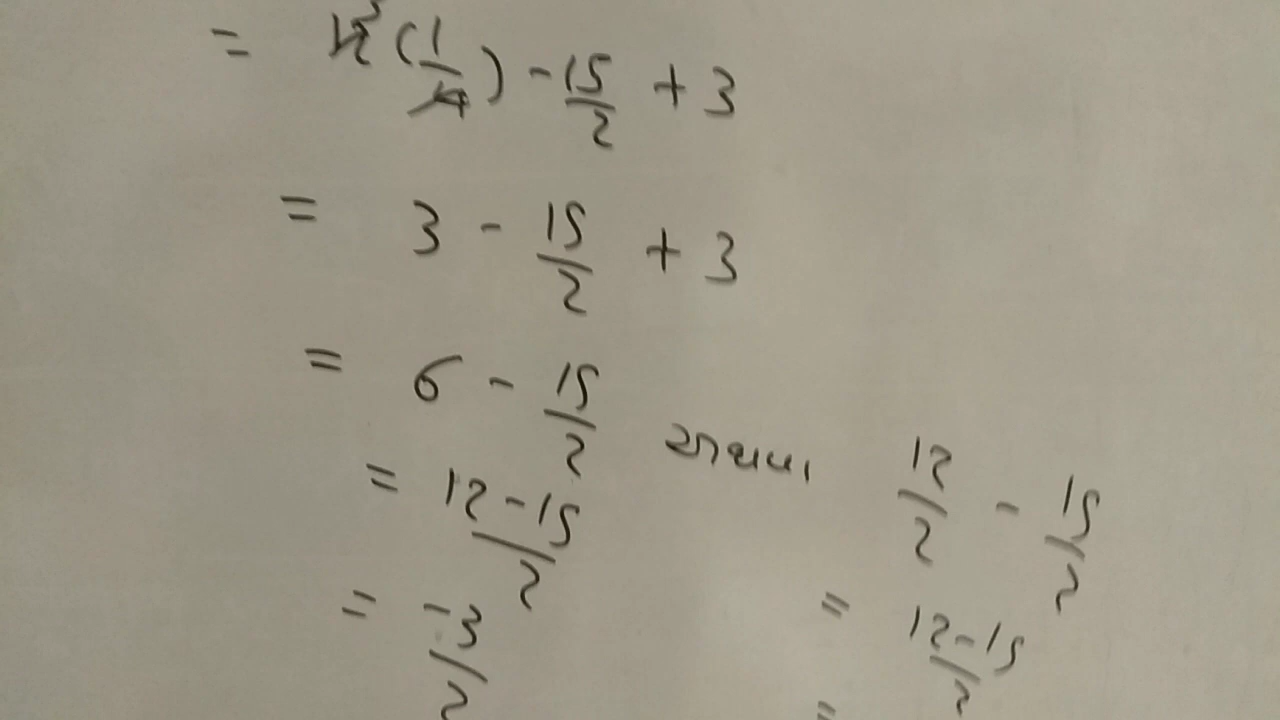 = 12³(1/4) - 15/2 + 3
= 3 - 15/2 + 3
= 6 - 15/2 અથવા 12/2 - 15/2
= 12-15/2 = 12-15/2
= -3/2 =